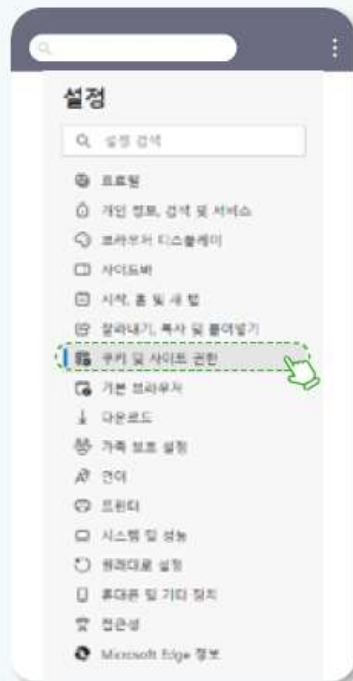 설정
설정 검색
프로필
개인 정보, 검색 및 서비스
브라우저 디스플레이
사이드바
시작, 홈 및 새 탭
잘라내기, 복사 및 붙여넣기
쿠키 및 사이트 권한
기본 브라우저
다운로드
가족 보호 설정
언어
프린터
시스템 및 성능
원래대로 설정
휴대폰 및 기타 장치
접근성
Microsoft Edge 정보